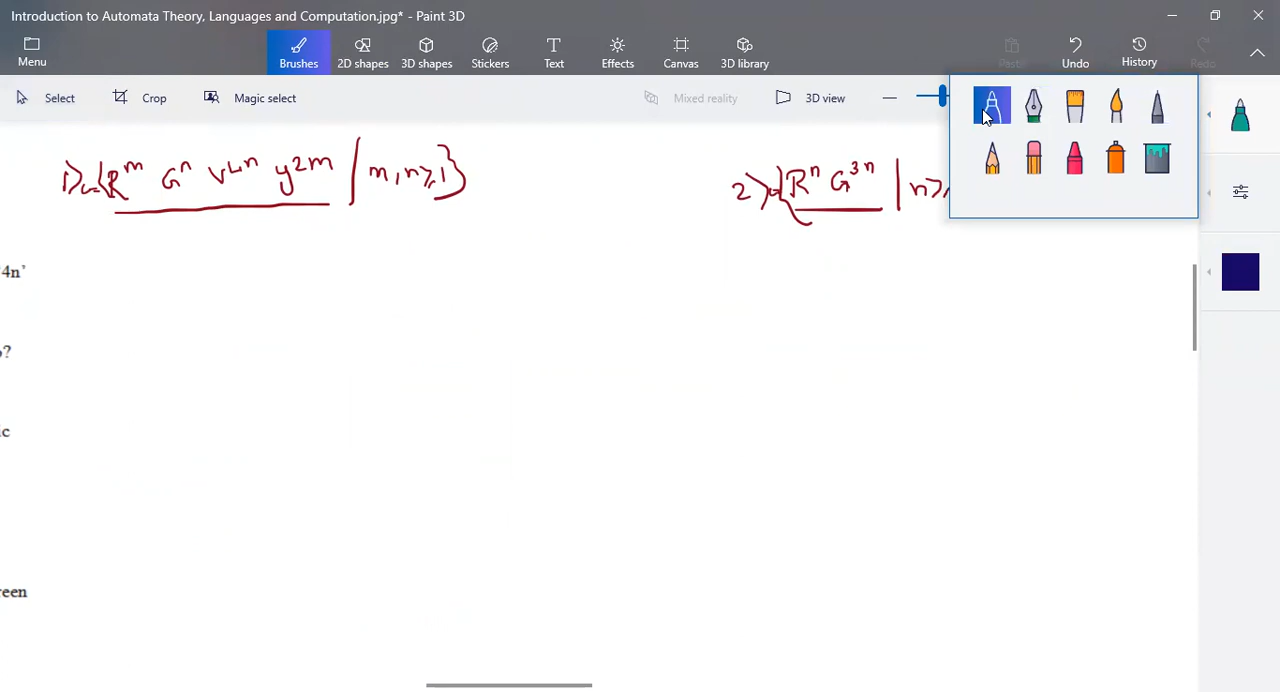 Introduction to Automata Theory, Languages and Computation.jpg* - Paint 3D
Menu Brushes 2D shapes 3D shapes Stickers Text Effects Canvas 3D library Paste Undo History Redo
Select Crop Magic select Mixed reality 3D view
1) {R^m G^n V^4n y^2m | m,n≥1}
2) {R^n G^3n | n≥
'4n'
o?
ic
reen